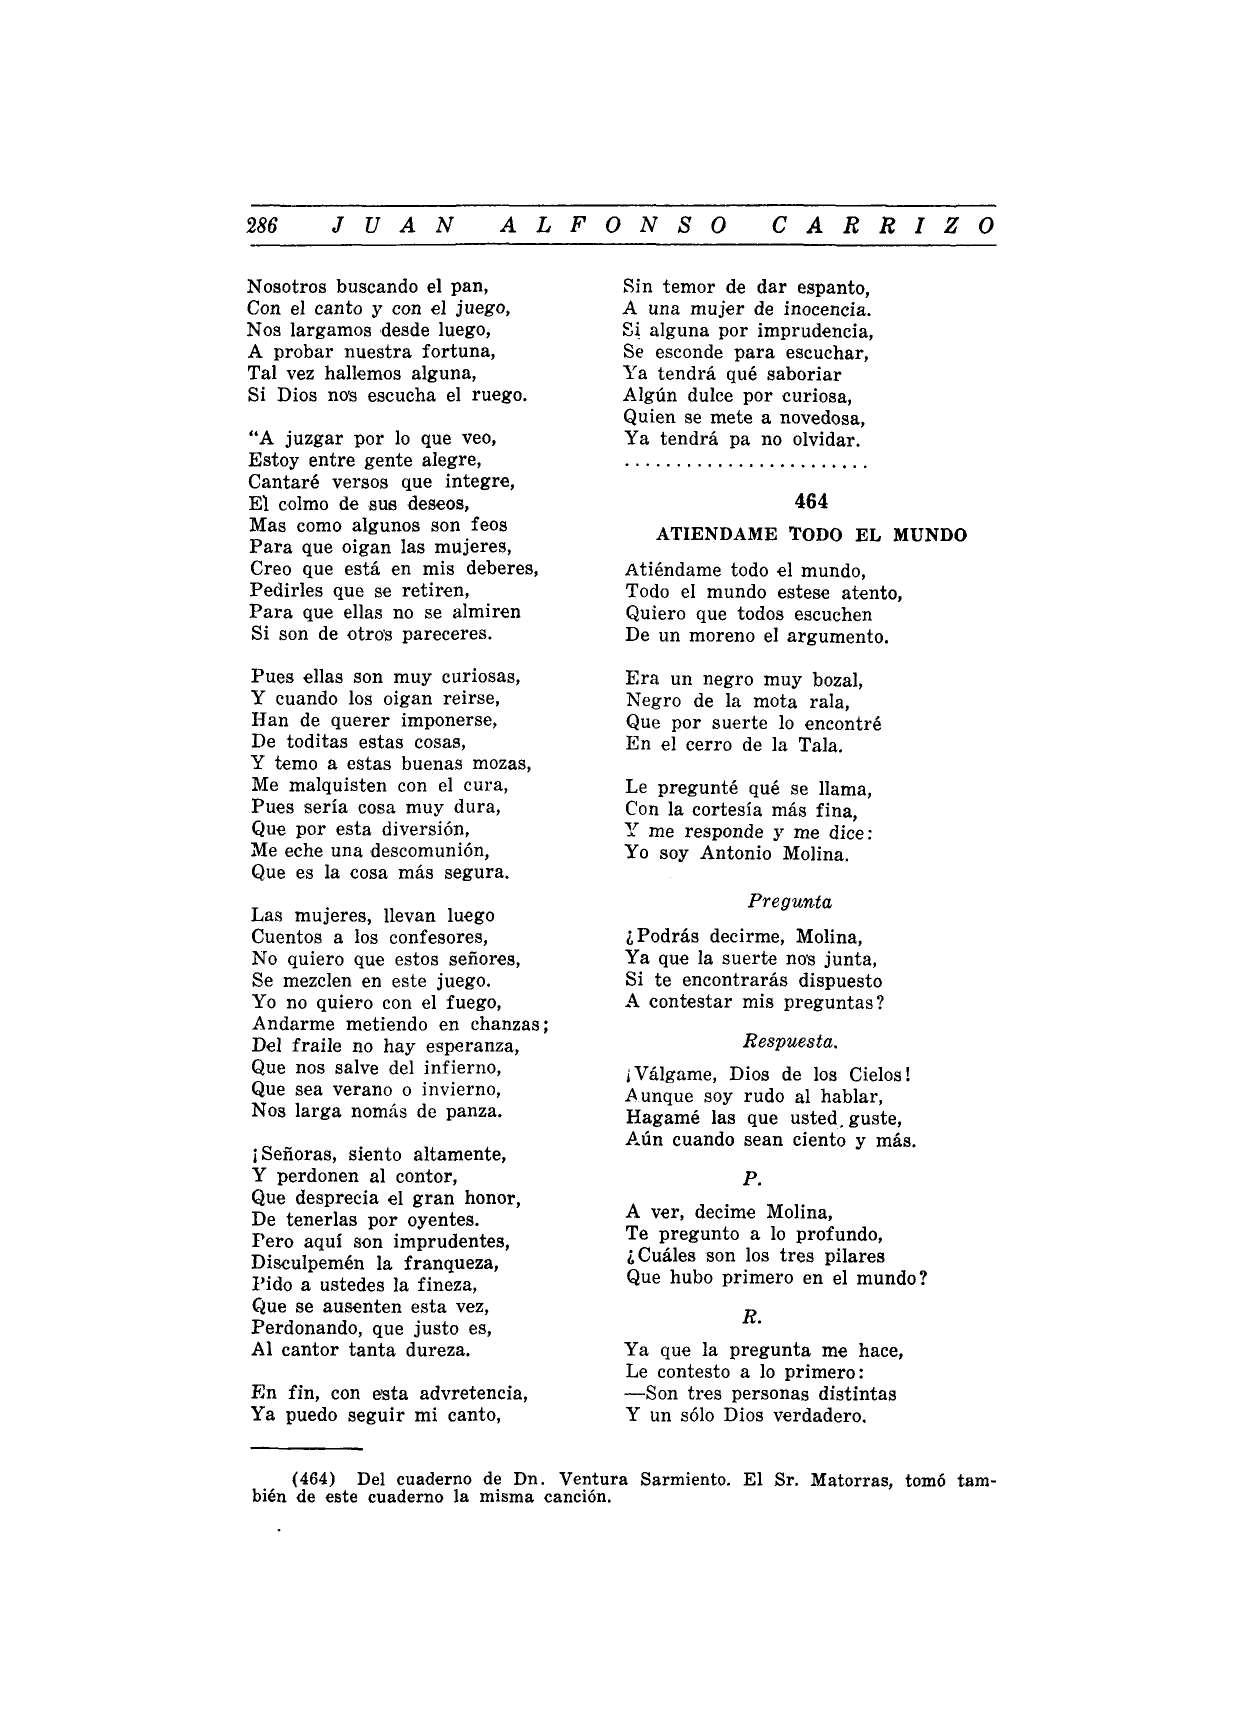 286 JUAN ALFONSO CARRIZO
Nosotros buscando el pan,
Con el canto y con el juego,
Nos largamos desde luego,
A probar nuestra fortuna,
Tal vez hallemos alguna,
Si Dios nos escucha el ruego.
“A juzgar por lo que veo,
Estoy entre gente alegre,
Cantaré versos que integre,
El colmo de sus deseos,
Mas como algunos son feos
Para que oigan las mujeres,
Creo que está en mis deberes,
Pedirles que se retiren,
Para que ellas no se almiren
Si son de otros pareceres.
Pues ellas son muy curiosas,
Y cuando los oigan reirse,
Han de querer imponerse,
De toditas estas cosas,
Y temo a estas buenas mozas,
Me malquisten con el cura,
Pues sería cosa muy dura,
Que por esta diversión,
Me eche una descomunión,
Que es la cosa más segura.
Las mujeres, llevan luego
Cuentos a los confesores,
No quiero que estos señores,
Se mezclen en este juego.
Yo no quiero con el fuego,
Andarme metiendo en chanzas;
Del fraile no hay esperanza,
Que nos salve del infierno,
Que sea verano o invierno,
Nos larga nomás de panza.
¡Señoras, siento altamente,
Y perdonen al contor,
Que desprecia el gran honor,
De tenerlas por oyentes.
Pero aquí son imprudentes,
Disculpemén la franqueza,
Pido a ustedes la fineza,
Que se ausenten esta vez,
Perdonando, que justo es,
Al cantor tanta dureza.
En fin, con esta advretencia,
Ya puedo seguir mi canto,
Sin temor de dar espanto,
A una mujer de inocencia.
Si alguna por imprudencia,
Se esconde para escuchar,
Ya tendrá qué saboriar
Algún dulce por curiosa,
Quien se mete a novedosa,
Ya tendrá pa no olvidar.
........................
464
ATIENDAME TODO EL MUNDO
Atiéndame todo el mundo,
Todo el mundo estese atento,
Quiero que todos escuchen
De un moreno el argumento.
Era un negro muy bozal,
Negro de la mota rala,
Que por suerte lo encontré
En el cerro de la Tala.
Le pregunté qué se llama,
Con la cortesía más fina,
Y me responde y me dice:
Yo soy Antonio Molina.
Pregunta
¿Podrás decirme, Molina,
Ya que la suerte nos junta,
Si te encontrarás dispuesto
A contestar mis preguntas?
Respuesta.
¡Válgame, Dios de los Cielos!
Aunque soy rudo al hablar,
Hagamé las que usted guste,
Aún cuando sean ciento y más.
P.
A ver, decime Molina,
Te pregunto a lo profundo,
¿Cuáles son los tres pilares
Que hubo primero en el mundo?
R.
Ya que la pregunta me hace,
Le contesto a lo primero:
—Son tres personas distintas
Y un sólo Dios verdadero.
(464) Del cuaderno de Dn. Ventura Sarmiento. El Sr. Matorras, tomó tam-
bién de este cuaderno la misma canción.